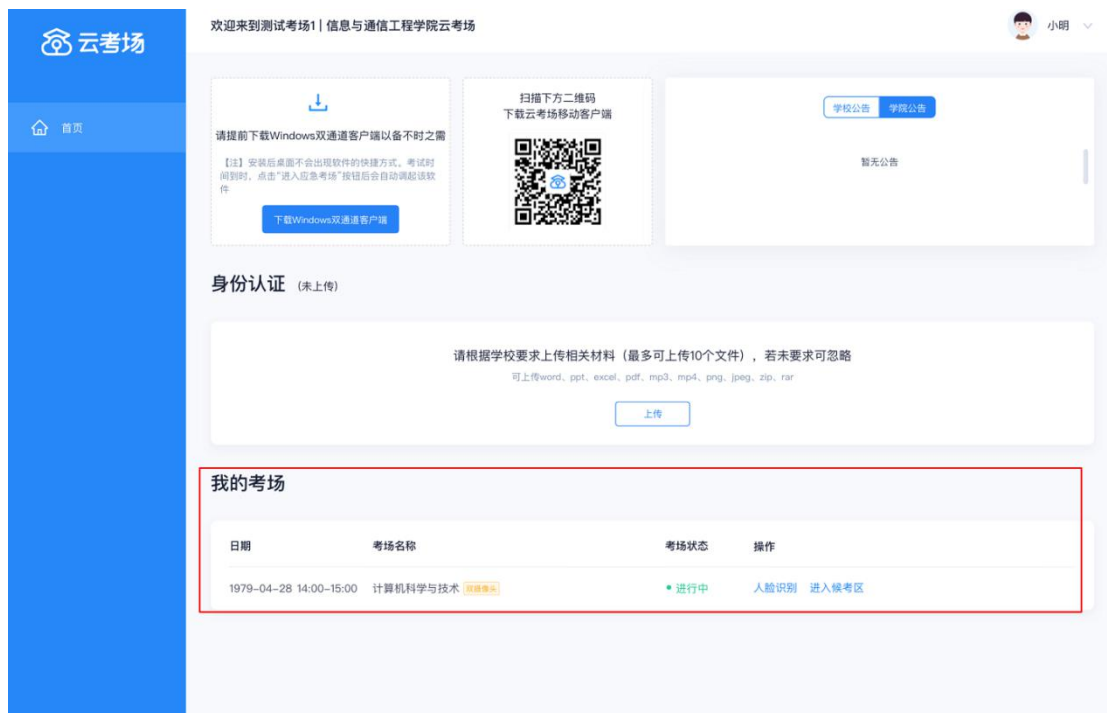 云考场
欢迎来到测试考场1 | 信息与通信工程学院云考场
小明
首页
请提前下载Windows双通道客户端以备不时之需
【注】安装后桌面不会出现软件的快捷方式，考试时
间到时，点击“进入应急考场”按钮后会自动调起该软
件
下载Windows双通道客户端
扫描下方二维码
下载云考场移动客户端
学校公告 学院公告
暂无公告
身份认证 （未上传）
请根据学校要求上传相关材料（最多可上传10个文件），若未要求可忽略
可上传word、ppt、excel、pdf、mp3、mp4、png、jpeg、zip、rar
上传
我的考场
日期 考场名称 考场状态 操作
1979-04-28 14:00-15:00 计算机科学与技术 双摄像头 进行中 人脸识别 进入候考区